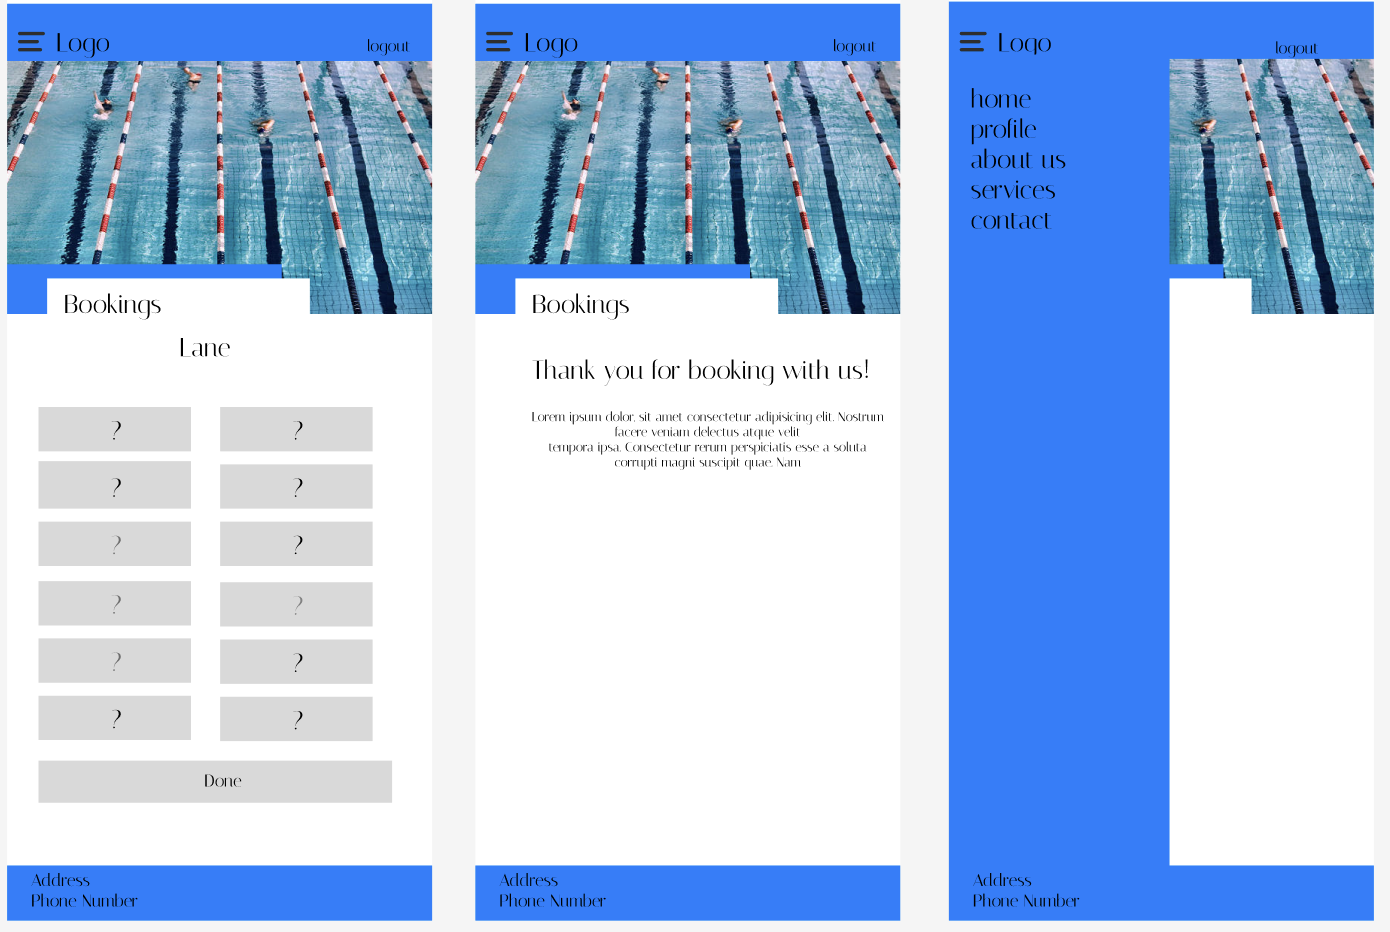 Logo
logout
Bookings
Lane
?
?
?
?
?
?
?
?
?
?
?
?
Done
Address
Phone Number
Logo
logout
Bookings
Thank you for booking with us!
Lorem ipsum dolor, sit amet consectetur adipisicing elit. Nostrum
facere veniam delectus atque velit
tempora ipsa. Consectetur rerum perspiciatis esse a soluta
corrupti magni suscipit quae. Nam
Address
Phone Number
Logo
logout
home
profile
about us
services
contact
Address
Phone Number